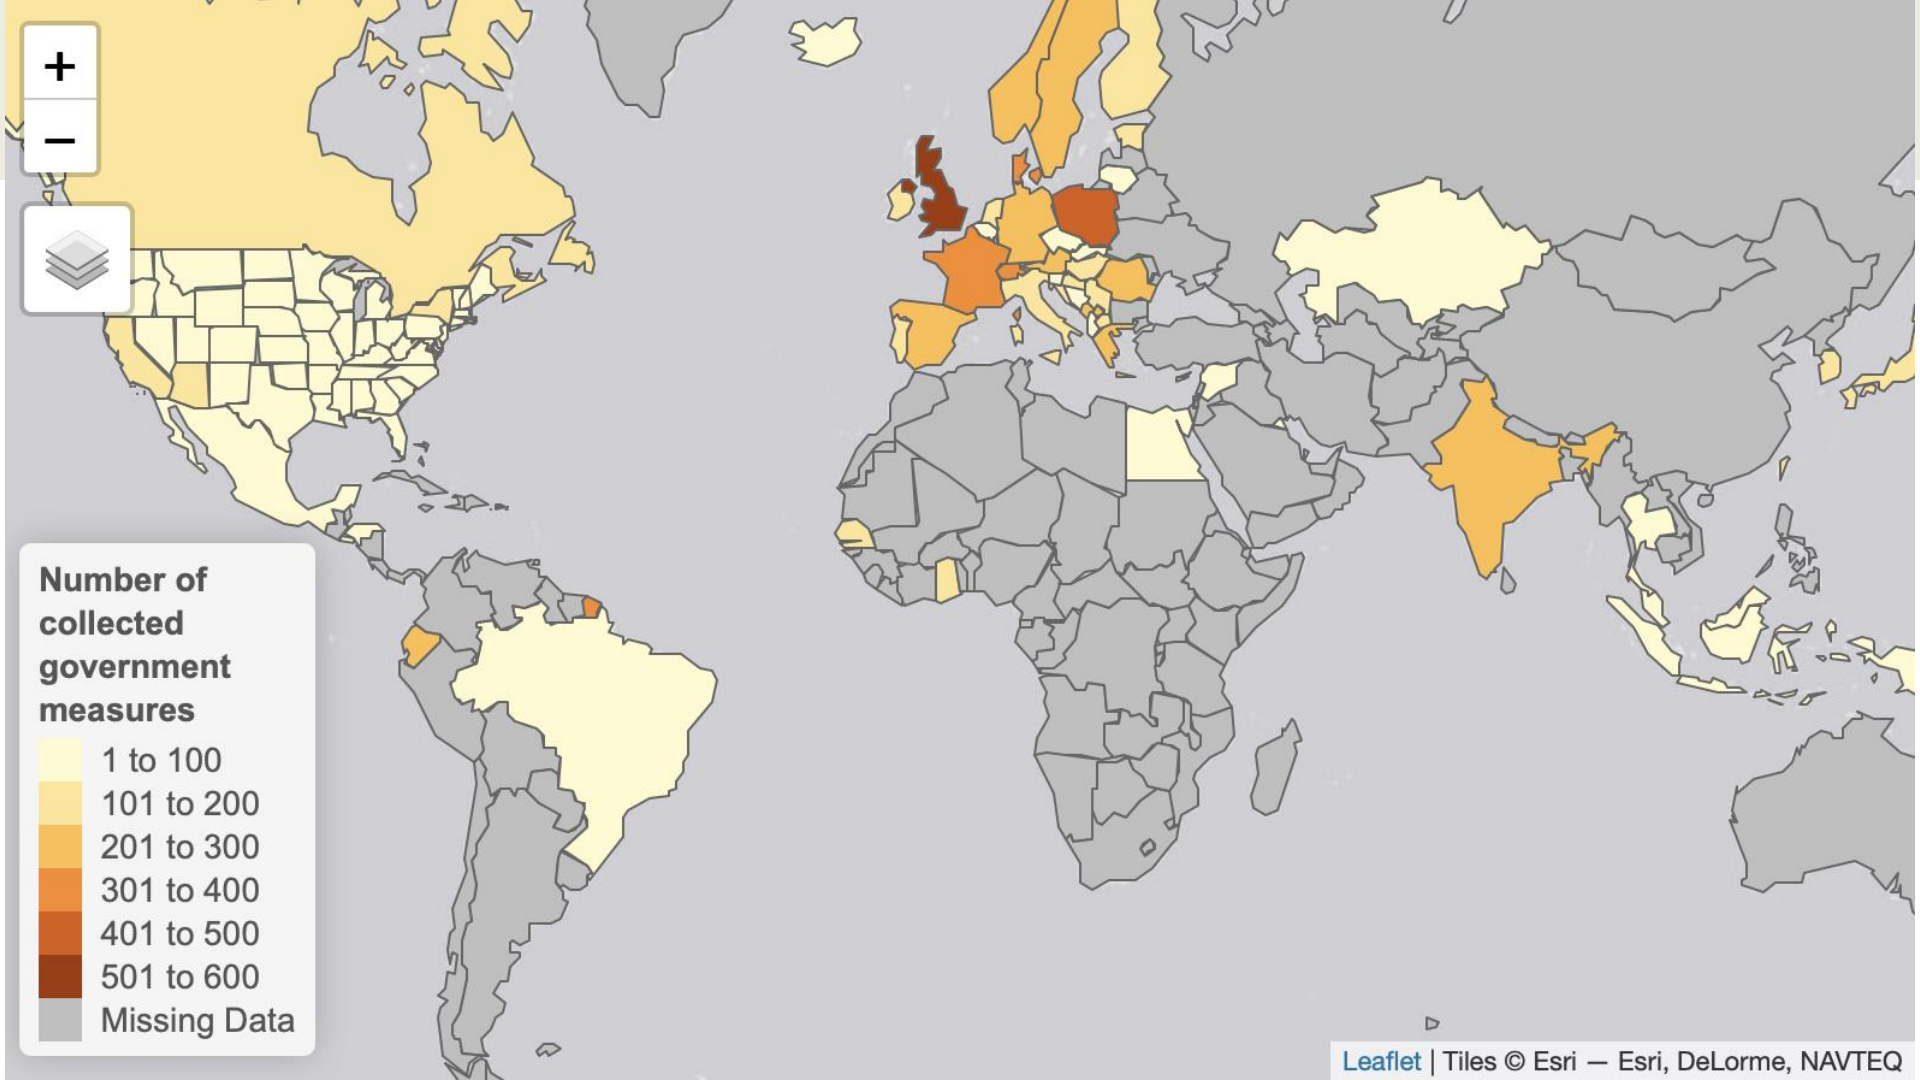 +
−
Number of
collected
government
measures
1 to 100
101 to 200
201 to 300
301 to 400
401 to 500
501 to 600
Missing Data
Leaflet | Tiles © Esri — Esri, DeLorme, NAVTEQ